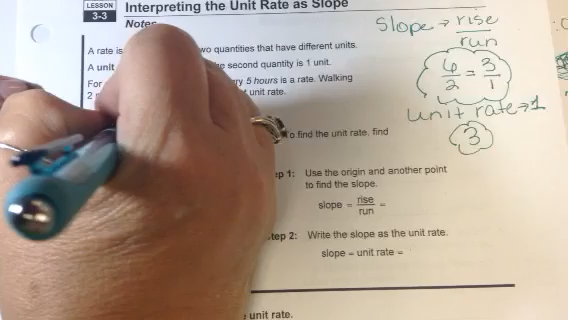 LESSON
3-3
Interpreting the Unit Rate as Slope
Notes
A rate is wo quantities that have different units.
A unit second quantity is 1 unit.
For ry 5 hours is a rate. Walking
2 unit rate.
To find the unit rate, find
ep 1: Use the origin and another point
to find the slope.
slope = rise/run =
tep 2: Write the slope as the unit rate.
slope = unit rate =
unit rate.
Slope → rise/run
6/2 = 3/1
unit rate → 1
3